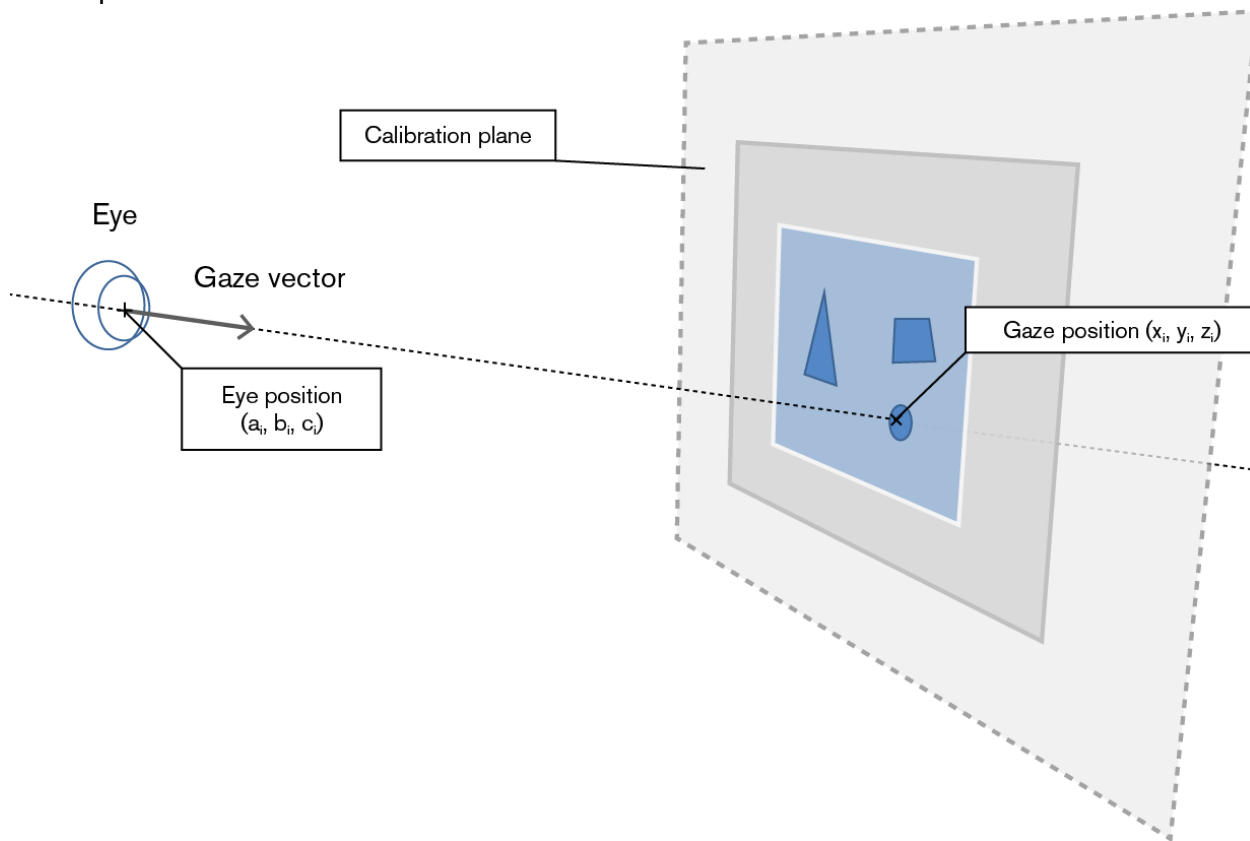 Calibration plane
Eye
Gaze vector
Gaze position (xᵢ, yᵢ, zᵢ)
Eye position
(aᵢ, bᵢ, cᵢ)